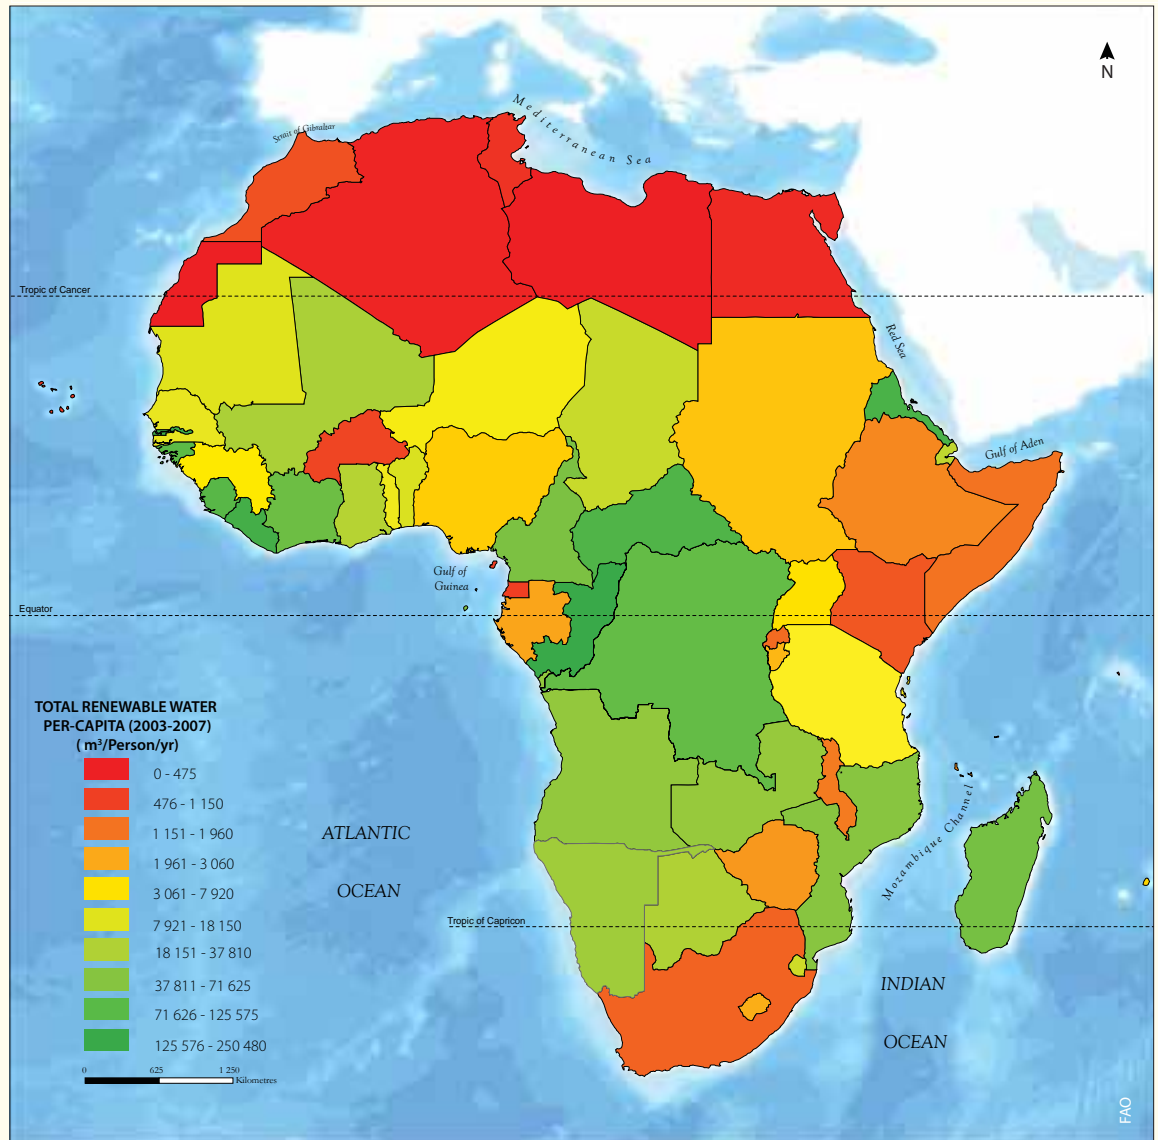 N
Mediterranean Sea
Strait of Gibraltar
Tropic of Cancer
Red Sea
Gulf of Aden
Gulf of
Guinea
Equator
TOTAL RENEWABLE WATER
PER-CAPITA (2003-2007)
( m³/Person/yr)
0 - 475
476 - 1 150
1 151 - 1 960
1 961 - 3 060
3 061 - 7 920
7 921 - 18 150
18 151 - 37 810
37 811 - 71 625
71 626 - 125 575
125 576 - 250 480
0 625 1 250
Kilometres
ATLANTIC
OCEAN
Mozambique Channel
Tropic of Capricon
INDIAN
OCEAN
FAO